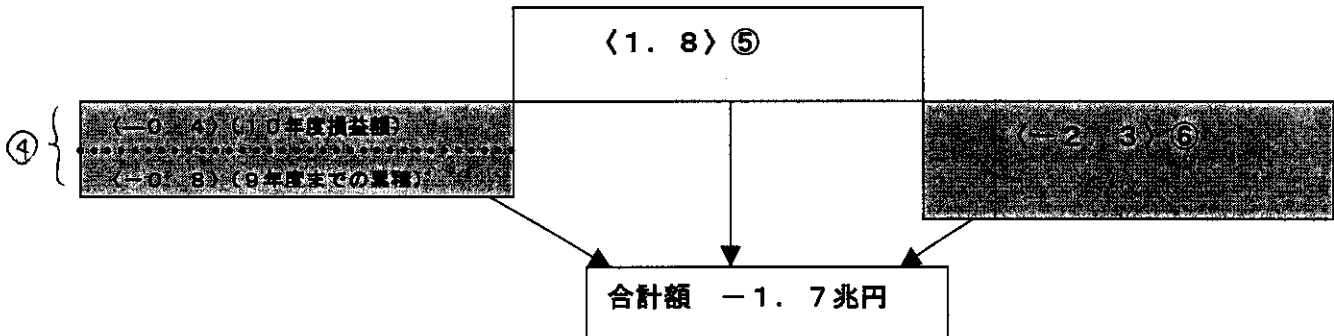 〈1．8〉⑤
④
〈－0．4〉（10年度損益額）
〈－0．8〉（9年度までの累積）
〈－2．3〉⑥
合計額　－1．7兆円